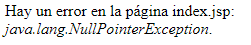 Hay un error en la página index.jsp:
java.lang.NullPointerException.